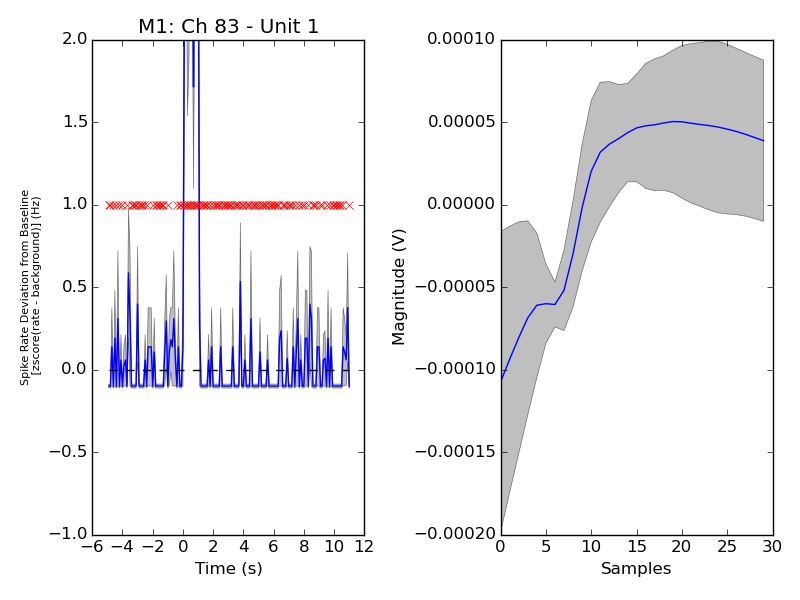 M1: Ch 83 - Unit 1
2.0
1.5
1.0
0.5
0.0
−0.5
−1.0
−6 −4 −2 0 2 4 6 8 10 12
Time (s)
Spike Rate Deviation from Baseline
[zscore(rate - background)] (Hz)
0.00010
0.00005
0.00000
−0.00005
−0.00010
−0.00015
−0.00020
0 5 10 15 20 25 30
Samples
Magnitude (V)